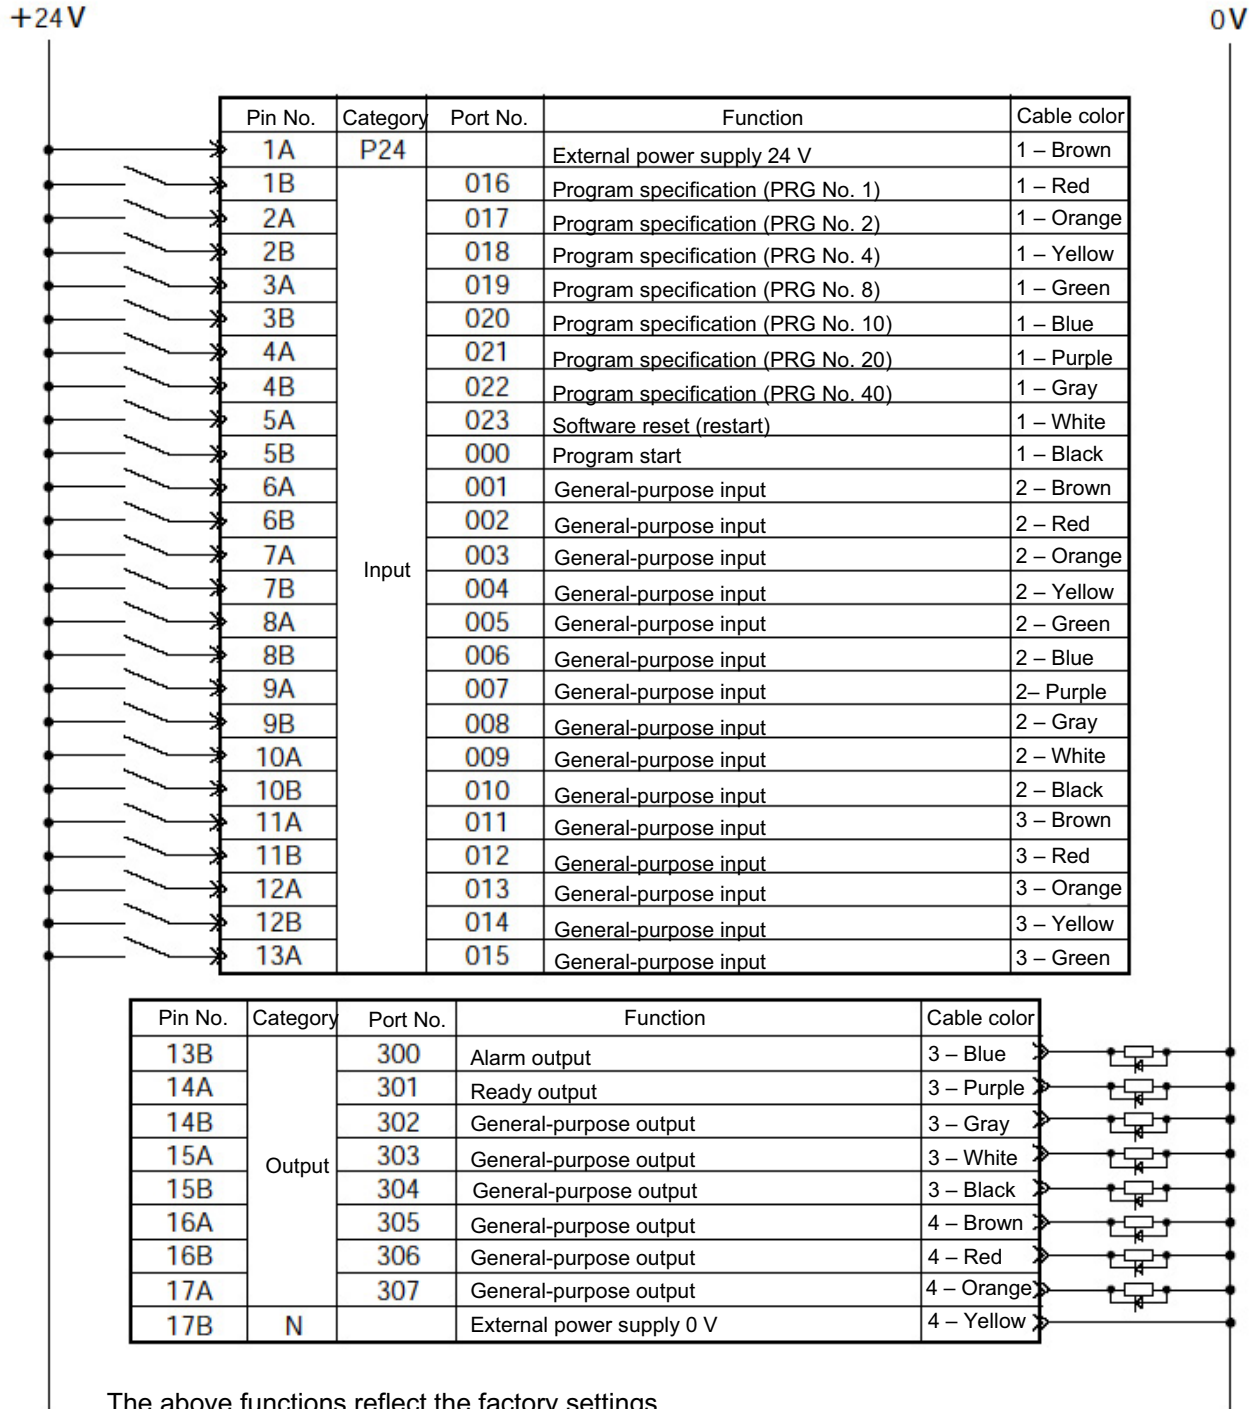 +24V 0V
Pin No. Category Port No. Function Cable color
1A P24 External power supply 24 V 1 – Brown
1B 016 Program specification (PRG No. 1) 1 – Red
2A 017 Program specification (PRG No. 2) 1 – Orange
2B 018 Program specification (PRG No. 4) 1 – Yellow
3A 019 Program specification (PRG No. 8) 1 – Green
3B 020 Program specification (PRG No. 10) 1 – Blue
4A 021 Program specification (PRG No. 20) 1 – Purple
4B 022 Program specification (PRG No. 40) 1 – Gray
5A 023 Software reset (restart) 1 – White
5B 000 Program start 1 – Black
6A 001 General-purpose input 2 – Brown
6B 002 General-purpose input 2 – Red
7A 003 General-purpose input 2 – Orange
Input
7B 004 General-purpose input 2 – Yellow
8A 005 General-purpose input 2 – Green
8B 006 General-purpose input 2 – Blue
9A 007 General-purpose input 2– Purple
9B 008 General-purpose input 2 – Gray
10A 009 General-purpose input 2 – White
10B 010 General-purpose input 2 – Black
11A 011 General-purpose input 3 – Brown
11B 012 General-purpose input 3 – Red
12A 013 General-purpose input 3 – Orange
12B 014 General-purpose input 3 – Yellow
13A 015 General-purpose input 3 – Green
Pin No. Category Port No. Function Cable color
13B 300 Alarm output 3 – Blue
14A 301 Ready output 3 – Purple
14B 302 General-purpose output 3 – Gray
15A Output 303 General-purpose output 3 – White
15B 304 General-purpose output 3 – Black
16A 305 General-purpose output 4 – Brown
16B 306 General-purpose output 4 – Red
17A 307 General-purpose output 4 – Orange
17B N External power supply 0 V 4 – Yellow
The above functions reflect the factory settings